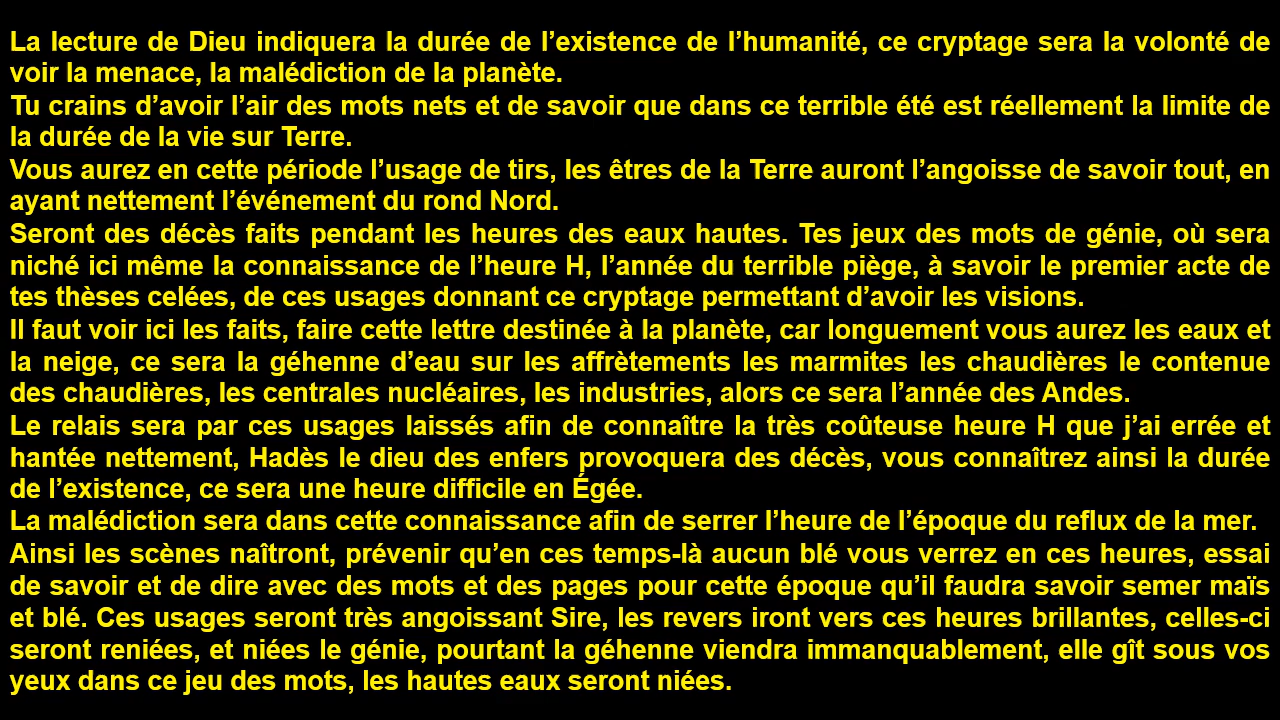 La lecture de Dieu indiquera la durée de l’existence de l’humanité, ce cryptage sera la volonté de
voir la menace, la malédiction de la planète.
Tu crains d’avoir l’air des mots nets et de savoir que dans ce terrible été est réellement la limite de
la durée de la vie sur Terre.
Vous aurez en cette période l’usage de tirs, les êtres de la Terre auront l’angoisse de savoir tout, en
ayant nettement l’événement du rond Nord.
Seront des décès faits pendant les heures des eaux hautes. Tes jeux des mots de génie, où sera
niché ici même la connaissance de l’heure H, l’année du terrible piège, à savoir le premier acte de
tes thèses celées, de ces usages donnant ce cryptage permettant d’avoir les visions.
Il faut voir ici les faits, faire cette lettre destinée à la planète, car longuement vous aurez les eaux et
la neige, ce sera la géhenne d’eau sur les affrètements les marmites les chaudières le contenue
des chaudières, les centrales nucléaires, les industries, alors ce sera l’année des Andes.
Le relais sera par ces usages laissés afin de connaître la très coûteuse heure H que j’ai errée et
hantée nettement, Hadès le dieu des enfers provoquera des décès, vous connaîtrez ainsi la durée
de l’existence, ce sera une heure difficile en Égée.
La malédiction sera dans cette connaissance afin de serrer l’heure de l’époque du reflux de la mer.
Ainsi les scènes naîtront, prévenir qu’en ces temps-là aucun blé vous verrez en ces heures, essai
de savoir et de dire avec des mots et des pages pour cette époque qu’il faudra savoir semer maïs
et blé. Ces usages seront très angoissant Sire, les revers iront vers ces heures brillantes, celles-ci
seront reniées, et niées le génie, pourtant la géhenne viendra immanquablement, elle gît sous vos
yeux dans ce jeu des mots, les hautes eaux seront niées.